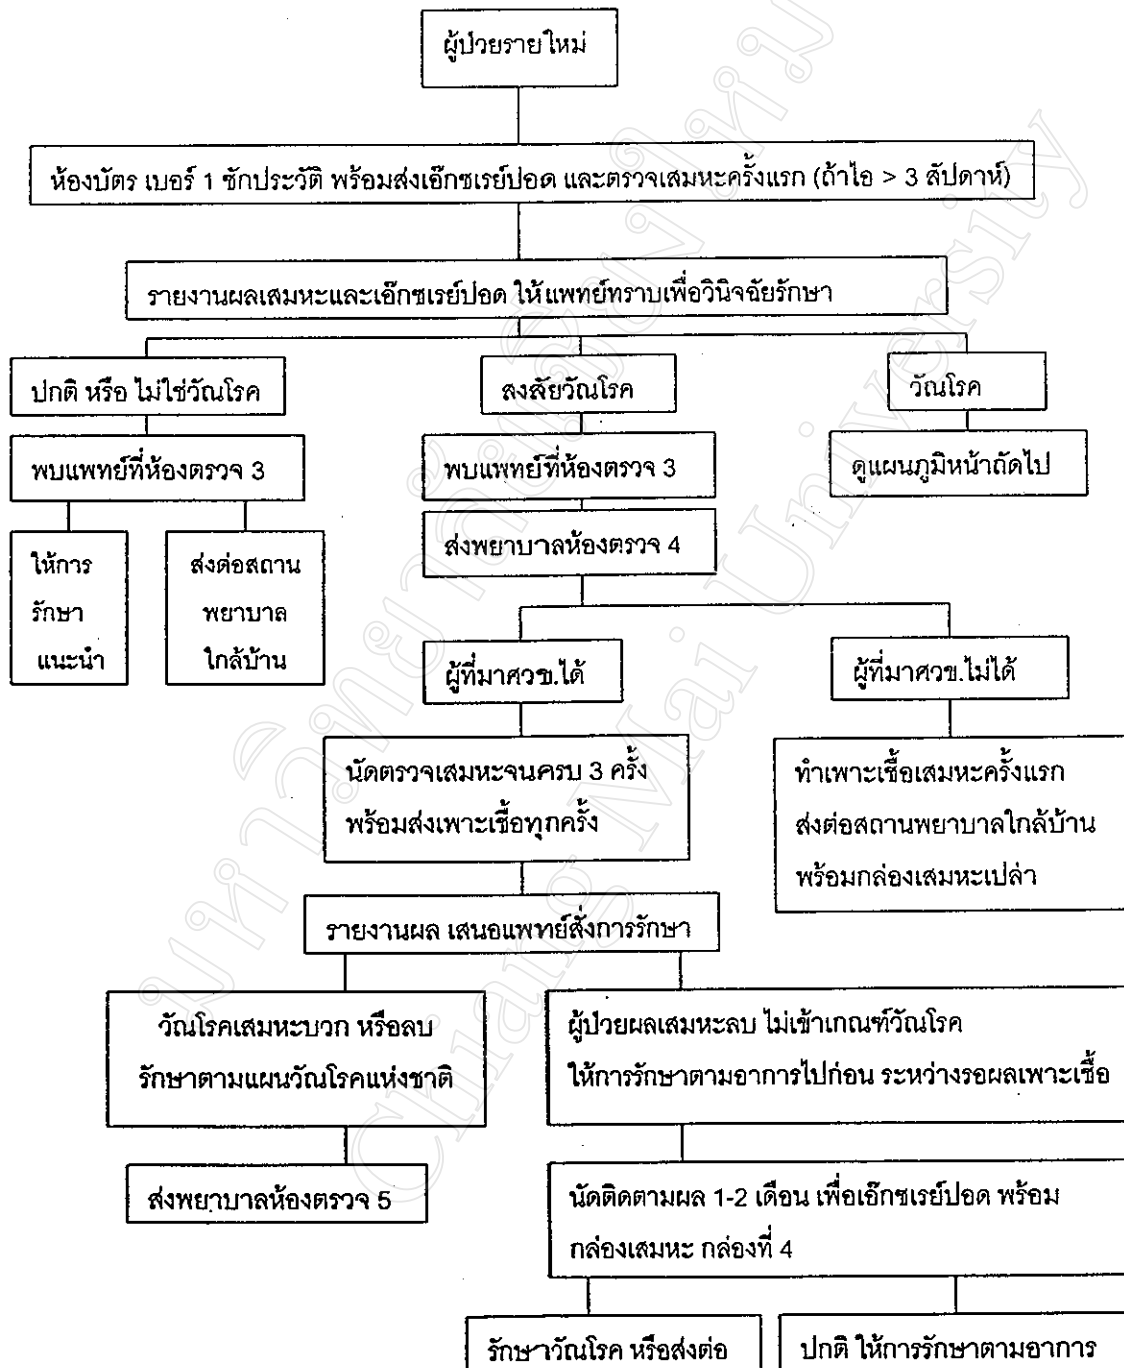 ผู้ป่วยรายใหม่
ห้องบัตร เบอร์ 1 ซักประวัติ พร้อมส่งเอ๊กซเรย์ปอด และตรวจเสมหะครั้งแรก (ถ้าไอ > 3 สัปดาห์)
รายงานผลเสมหะและเอ๊กซเรย์ปอด ให้แพทย์ทราบเพื่อวินิจฉัยรักษา
ปกติ หรือ ไม่ใช่วัณโรค
สงสัยวัณโรค
วัณโรค
พบแพทย์ที่ห้องตรวจ 3
พบแพทย์ที่ห้องตรวจ 3
ดูแผนภูมิหน้าถัดไป
ส่งพยาบาลห้องตรวจ 4
ให้การ
รักษา
แนะนำ
ส่งต่อสถาน
พยาบาล
ใกล้บ้าน
ผู้ที่มาศวข.ได้
ผู้ที่มาศวข.ไม่ได้
นัดตรวจเสมหะจนครบ 3 ครั้ง
พร้อมส่งเพาะเชื้อทุกครั้ง
ทำเพาะเชื้อเสมหะครั้งแรก
ส่งต่อสถานพยาบาลใกล้บ้าน
พร้อมกล่องเสมหะเปล่า
รายงานผล เสนอแพทย์สั่งการรักษา
วัณโรคเสมหะบวก หรือลบ
รักษาตามแผนวัณโรคแห่งชาติ
ผู้ป่วยผลเสมหะลบ ไม่เข้าเกณฑ์วัณโรค
ให้การรักษาตามอาการไปก่อน ระหว่างรอผลเพาะเชื้อ
ส่งพยาบาลห้องตรวจ 5
นัดติดตามผล 1-2 เดือน เพื่อเอ๊กซเรย์ปอด พร้อม
กล่องเสมหะ กล่องที่ 4
รักษาวัณโรค หรือส่งต่อ
ปกติ ให้การรักษาตามอาการ
มหาวิทยาลัยเชียงใหม่
Chiang Mai University